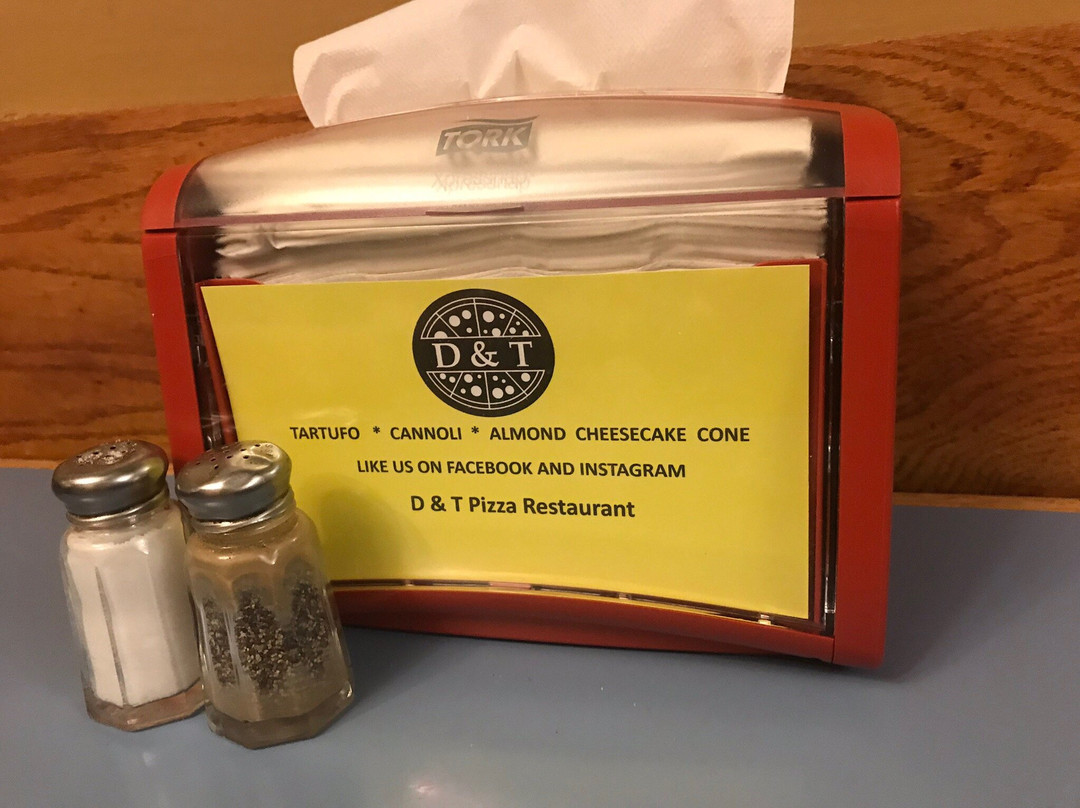 TORK
D & T
TARTUFO * CANNOLI * ALMOND CHEESECAKE CONE
LIKE US ON FACEBOOK AND INSTAGRAM
D & T Pizza Restaurant